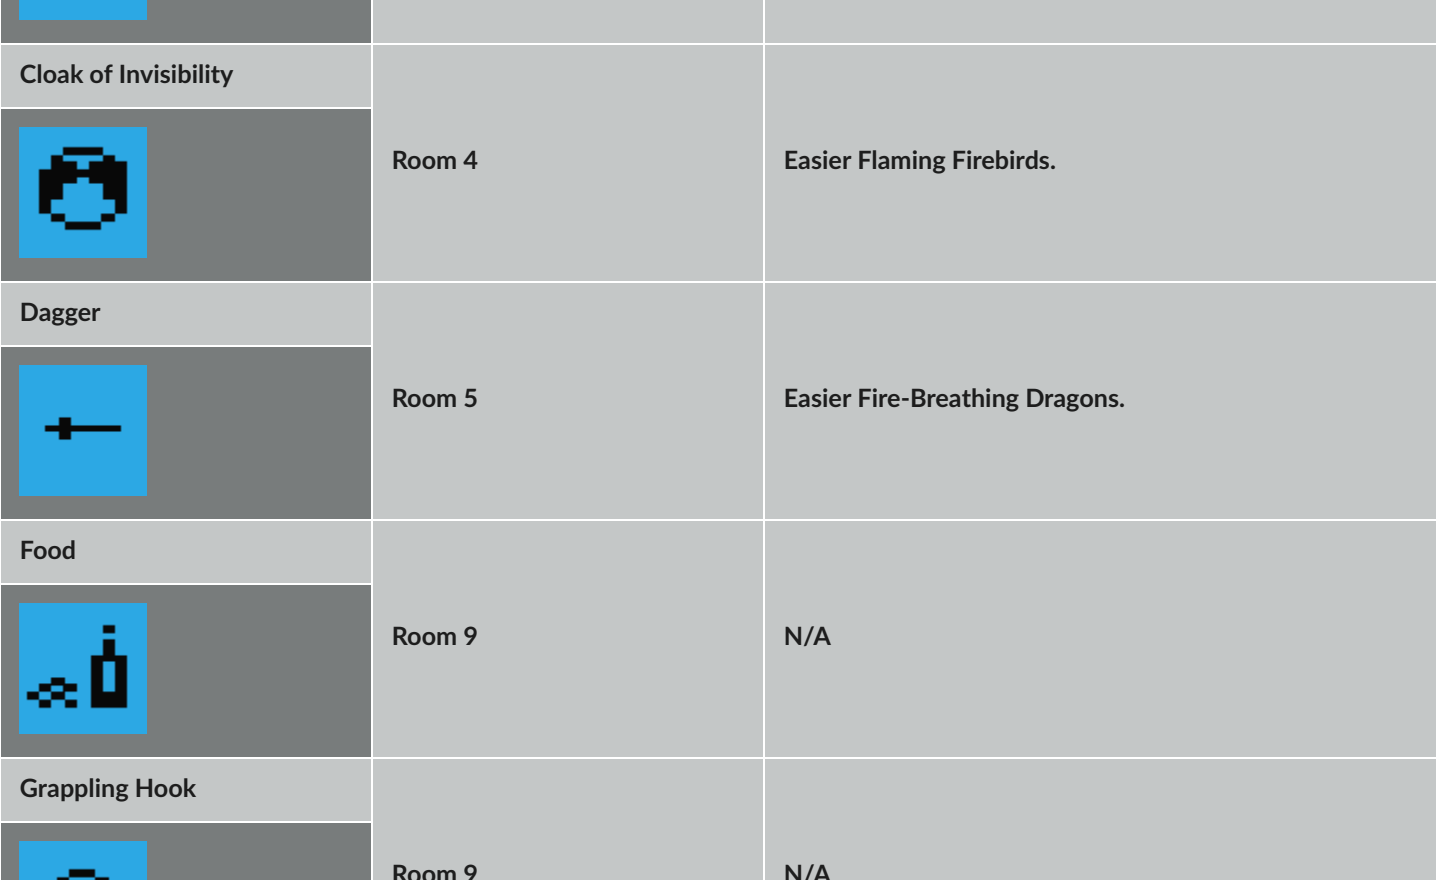 Cloak of Invisibility
Room 4
Easier Flaming Firebirds.
Dagger
Room 5
Easier Fire-Breathing Dragons.
Food
Room 9
N/A
Grappling Hook
Room 9
N/A